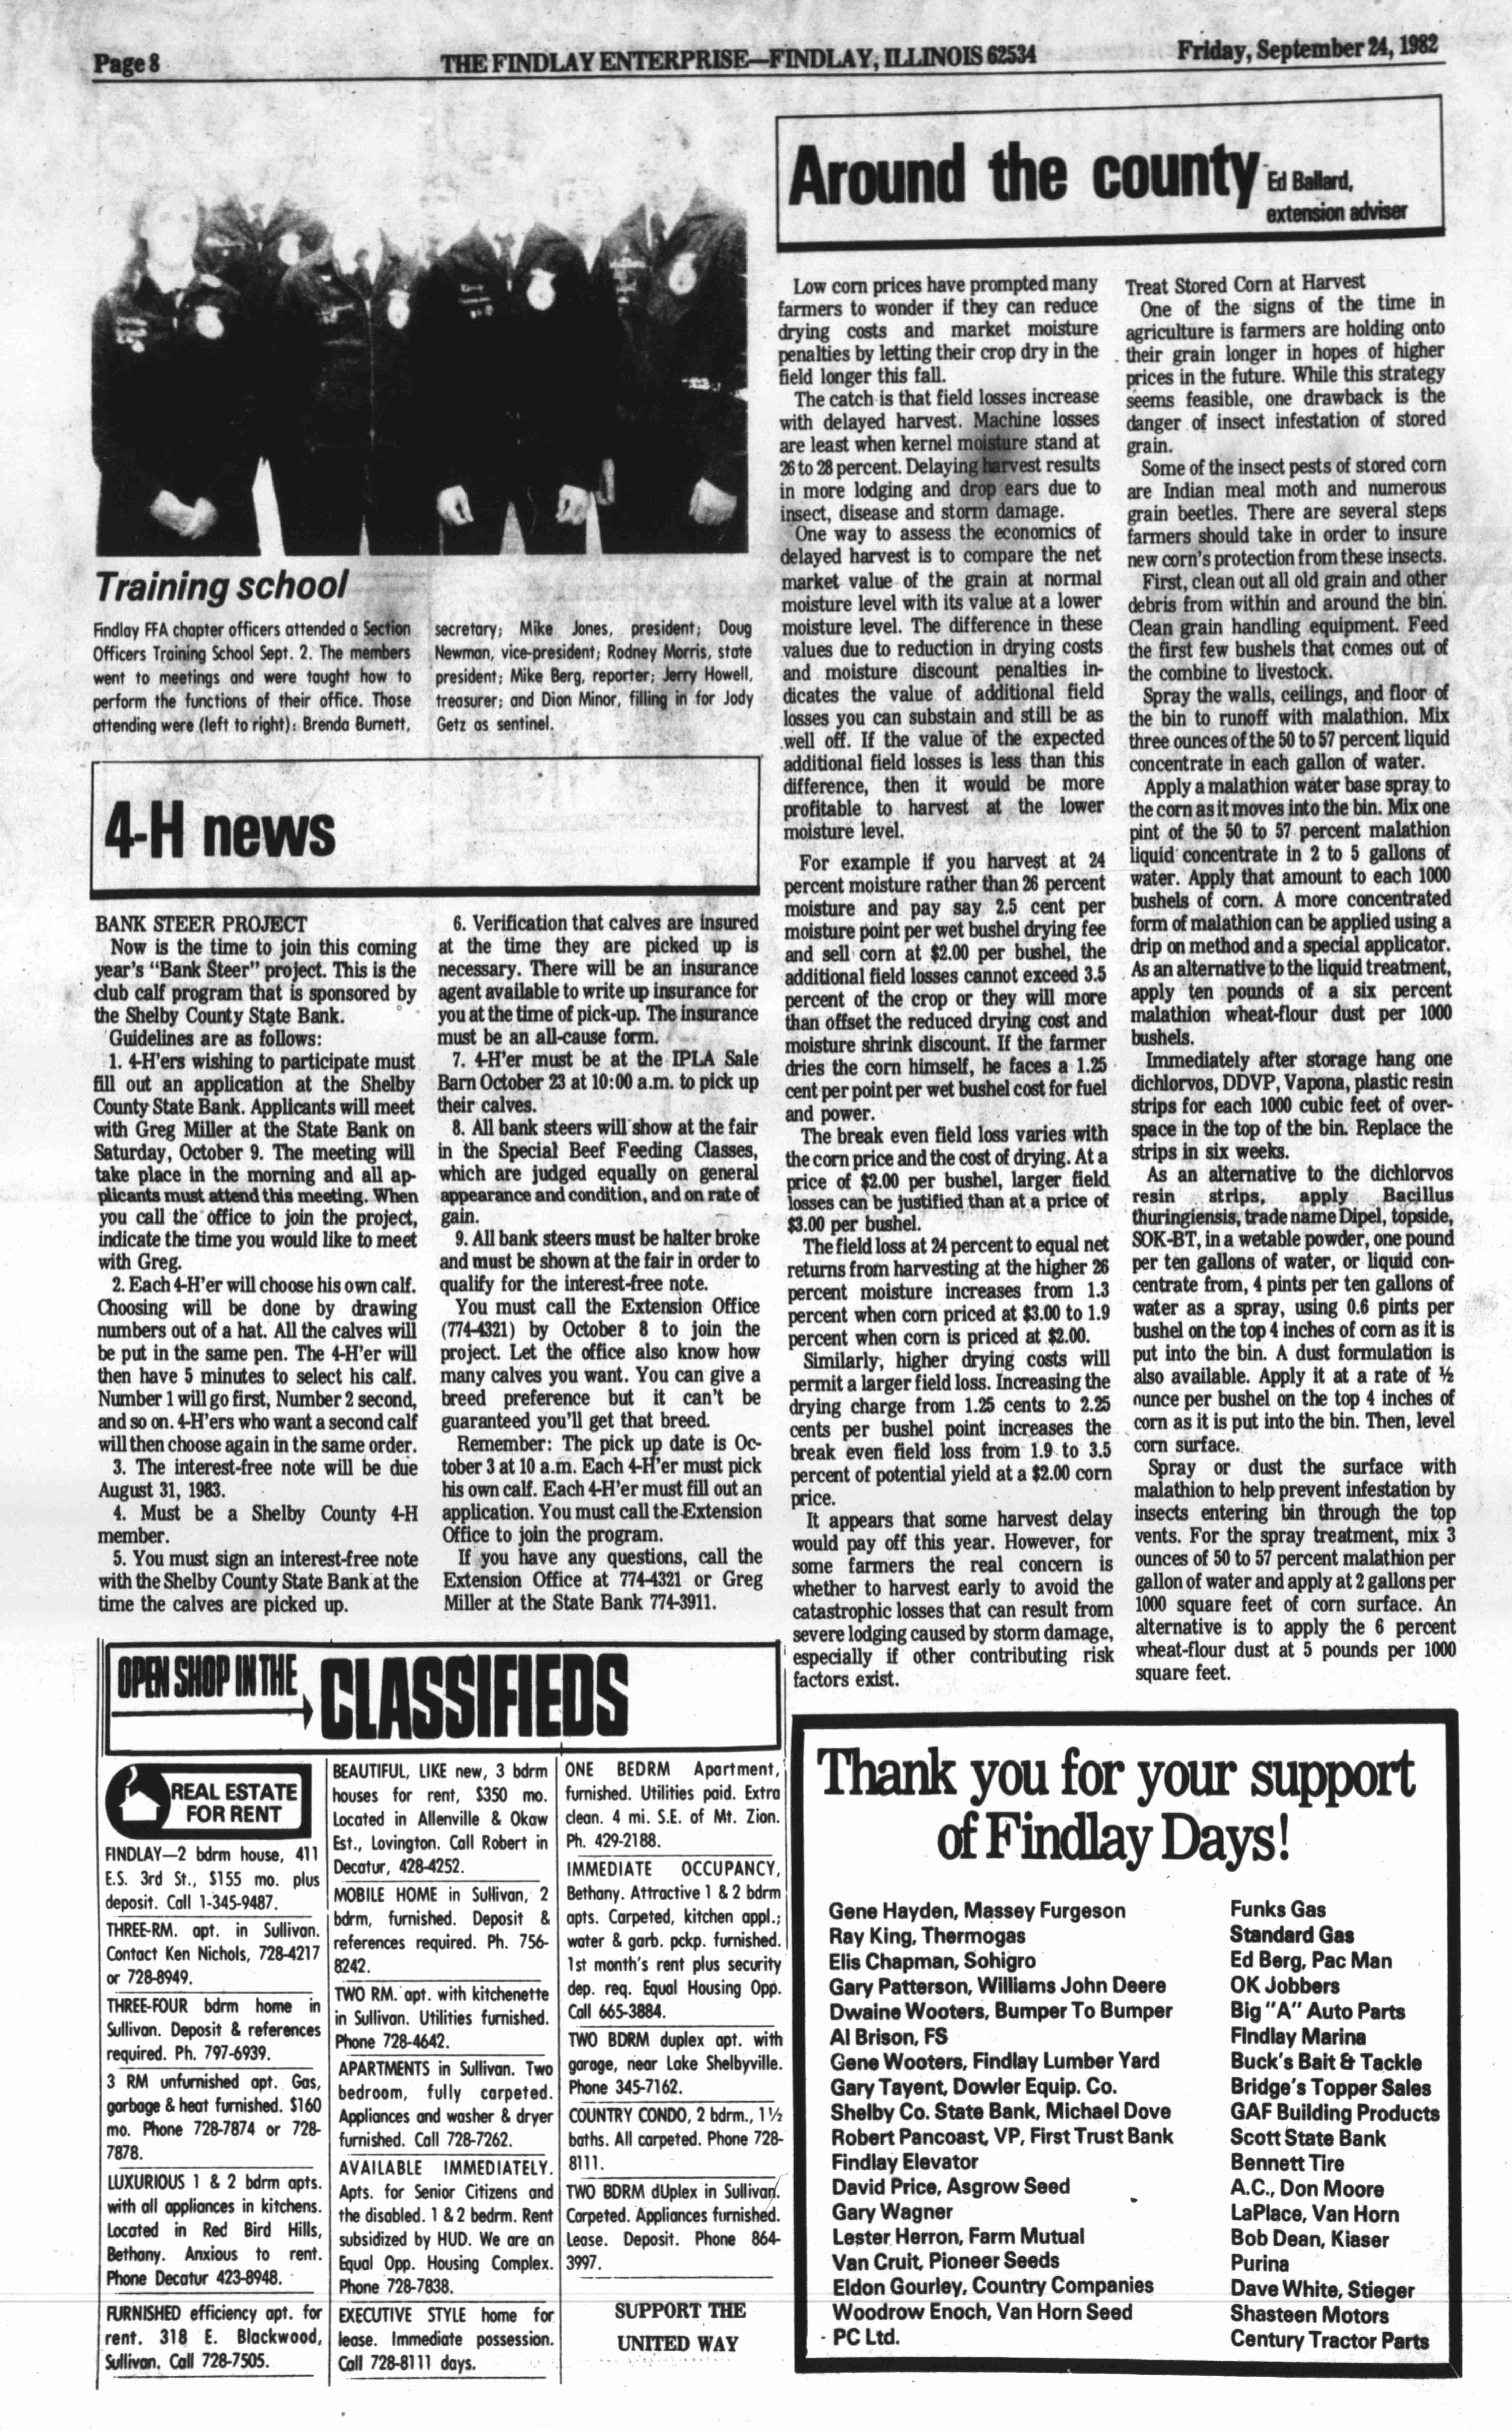 Page 8
THE FINDLAY ENTERPRISE—FINDLAY, ILLINOIS 62534
Friday, September 24, 1982
Training school
Findlay FFA chapter officers attended a Section
Officers Training School Sept. 2. The members
went to meetings and were taught how to
perform the functions of their office. Those
attending were (left to right): Brenda Burnett,
secretary; Mike Jones, president; Doug
Newman, vice-president; Rodney Morris, state
president; Mike Berg, reporter; Jerry Howell,
treasurer; and Dion Minor, filling in for Jody
Getz as sentinel.
4-H news
BANK STEER PROJECT
Now is the time to join this coming
year's "Bank Steer" project. This is the
club calf program that is sponsored by
the Shelby County State Bank.
Guidelines are as follows:
1. 4-H'ers wishing to participate must
fill out an application at the Shelby
County State Bank. Applicants will meet
with Greg Miller at the State Bank on
Saturday, October 9. The meeting will
take place in the morning and all ap-
plicants must attend this meeting. When
you call the office to join the project,
indicate the time you would like to meet
with Greg.
2. Each 4-H'er will choose his own calf.
Choosing will be done by drawing
numbers out of a hat. All the calves will
be put in the same pen. The 4-H'er will
then have 5 minutes to select his calf.
Number 1 will go first, Number 2 second,
and so on. 4-H'ers who want a second calf
will then choose again in the same order.
3. The interest-free note will be due
August 31, 1983.
4. Must be a Shelby County 4-H
member.
5. You must sign an interest-free note
with the Shelby County State Bank at the
time the calves are picked up.
6. Verification that calves are insured
at the time they are picked up is
necessary. There will be an insurance
agent available to write up insurance for
you at the time of pick-up. The insurance
must be an all-cause form.
7. 4-H'er must be at the IPLA Sale
Barn October 23 at 10:00 a.m. to pick up
their calves.
8. All bank steers will show at the fair
in the Special Beef Feeding Classes,
which are judged equally on general
appearance and condition, and on rate of
gain.
9. All bank steers must be halter broke
and must be shown at the fair in order to
qualify for the interest-free note.
You must call the Extension Office
(774-4321) by October 8 to join the
project. Let the office also know how
many calves you want. You can give a
breed preference but it can't be
guaranteed you'll get that breed.
Remember: The pick up date is Oc-
tober 3 at 10 a.m. Each 4-H'er must pick
his own calf. Each 4-H'er must fill out an
application. You must call the Extension
Office to join the program.
If you have any questions, call the
Extension Office at 774-4321 or Greg
Miller at the State Bank 774-3911.
Around the county
Ed Ballard,
extension adviser
Low corn prices have prompted many
farmers to wonder if they can reduce
drying costs and market moisture
penalties by letting their crop dry in the
field longer this fall.
The catch is that field losses increase
with delayed harvest. Machine losses
are least when kernel moisture stand at
26 to 28 percent. Delaying harvest results
in more lodging and drop ears due to
insect, disease and storm damage.
One way to assess the economics of
delayed harvest is to compare the net
market value of the grain at normal
moisture level with its value at a lower
moisture level. The difference in these
values due to reduction in drying costs
and moisture discount penalties in-
dicates the value of additional field
losses you can substain and still be as
well off. If the value of the expected
additional field losses is less than this
difference, then it would be more
profitable to harvest at the lower
moisture level.
For example if you harvest at 24
percent moisture rather than 26 percent
moisture and pay say 2.5 cent per
moisture point per wet bushel drying fee
and sell corn at $2.00 per bushel, the
additional field losses cannot exceed 3.5
percent of the crop or they will more
than offset the reduced drying cost and
moisture shrink discount. If the farmer
dries the corn himself, he faces a 1.25
cent per point per wet bushel cost for fuel
and power.
The break even field loss varies with
the corn price and the cost of drying. At a
price of $2.00 per bushel, larger field
losses can be justified than at a price of
$3.00 per bushel.
The field loss at 24 percent to equal net
returns from harvesting at the higher 26
percent moisture increases from 1.3
percent when corn priced at $3.00 to 1.9
percent when corn is priced at $2.00.
Similarly, higher drying costs will
permit a larger field loss. Increasing the
drying charge from 1.25 cents to 2.25
cents per bushel point increases the
break even field loss from 1.9 to 3.5
percent of potential yield at a $2.00 corn
price.
It appears that some harvest delay
would pay off this year. However, for
some farmers the real concern is
whether to harvest early to avoid the
catastrophic losses that can result from
severe lodging caused by storm damage,
especially if other contributing risk
factors exist.
Treat Stored Corn at Harvest
One of the signs of the time in
agriculture is farmers are holding onto
their grain longer in hopes of higher
prices in the future. While this strategy
seems feasible, one drawback is the
danger of insect infestation of stored
grain.
Some of the insect pests of stored corn
are Indian meal moth and numerous
grain beetles. There are several steps
farmers should take in order to insure
new corn's protection from these insects.
First, clean out all old grain and other
debris from within and around the bin.
Clean grain handling equipment. Feed
the first few bushels that comes out of
the combine to livestock.
Spray the walls, ceilings, and floor of
the bin to runoff with malathion. Mix
three ounces of the 50 to 57 percent liquid
concentrate in each gallon of water.
Apply a malathion water base spray to
the corn as it moves into the bin. Mix one
pint of the 50 to 57 percent malathion
liquid concentrate in 2 to 5 gallons of
water. Apply that amount to each 1000
bushels of corn. A more concentrated
form of malathion can be applied using a
drip on method and a special applicator.
As an alternative to the liquid treatment,
apply ten pounds of a six percent
malathion wheat-flour dust per 1000
bushels.
Immediately after storage hang one
dichlorvos, DDVP, Vapona, plastic resin
strips for each 1000 cubic feet of over-
space in the top of the bin. Replace the
strips in six weeks.
As an alternative to the dichlorvos
resin strips, apply Bacillus
thuringiensis, trade name Dipel, topside,
SOK-BT, in a wetable powder, one pound
per ten gallons of water, or liquid con-
centrate from, 4 pints per ten gallons of
water as a spray, using 0.6 pints per
bushel on the top 4 inches of corn as it is
put into the bin. A dust formulation is
also available. Apply it at a rate of ½
ounce per bushel on the top 4 inches of
corn as it is put into the bin. Then, level
corn surface.
Spray or dust the surface with
malathion to help prevent infestation by
insects entering bin through the top
vents. For the spray treatment, mix 3
ounces of 50 to 57 percent malathion per
gallon of water and apply at 2 gallons per
1000 square feet of corn surface. An
alternative is to apply the 6 percent
wheat-flour dust at 5 pounds per 1000
square feet.
OPEN SHOP IN THE
CLASSIFIEDS
REAL ESTATE
FOR RENT
FINDLAY—2 bdrm house, 411
E.S. 3rd St., $155 mo. plus
deposit. Call 1-345-9487.
THREE-RM. apt. in Sullivan.
Contact Ken Nichols, 728-4217
or 728-8949.
THREE-FOUR bdrm home in
Sullivan. Deposit & references
required. Ph. 797-6939.
3 RM unfurnished apt. Gas,
garbage & heat furnished. $160
mo. Phone 728-7874 or 728-
7878.
LUXURIOUS 1 & 2 bdrm apts.
with all appliances in kitchens.
Located in Red Bird Hills,
Bethany. Anxious to rent.
Phone Decatur 423-8948.
FURNISHED efficiency apt. for
rent. 318 E. Blackwood,
Sullivan. Call 728-7505.
BEAUTIFUL, LIKE new, 3 bdrm
houses for rent, $350 mo.
Located in Allenville & Okaw
Est., Lovington. Call Robert in
Decatur, 428-4252.
MOBILE HOME in Sullivan, 2
bdrm, furnished. Deposit &
references required. Ph. 756-
8242.
TWO RM. apt. with kitchenette
in Sullivan. Utilities furnished.
Phone 728-4642.
APARTMENTS in Sullivan. Two
bedroom, fully carpeted.
Appliances and washer & dryer
furnished. Call 728-7262.
AVAILABLE IMMEDIATELY.
Apts. for Senior Citizens and
the disabled. 1 & 2 bedrm. Rent
subsidized by HUD. We are an
Equal Opp. Housing Complex.
Phone 728-7838.
EXECUTIVE STYLE home for
lease. Immediate possession.
Call 728-8111 days.
ONE BEDRM Apartment,
furnished. Utilities paid. Extra
clean. 4 mi. S.E. of Mt. Zion.
Ph. 429-2188.
IMMEDIATE OCCUPANCY,
Bethany. Attractive 1 & 2 bdrm
apts. Carpeted, kitchen appl.;
water & garb. pckp. furnished.
1st month's rent plus security
dep. req. Equal Housing Opp.
Call 665-3884.
TWO BDRM duplex apt. with
garage, near Lake Shelbyville.
Phone 345-7162.
COUNTRY CONDO, 2 bdrm., 1½
baths. All carpeted. Phone 728-
8111.
TWO BDRM dUplex in Sullivan.
Carpeted. Appliances furnished.
Lease. Deposit. Phone 864-
3997.
SUPPORT THE
UNITED WAY
Thank you for your support
of Findlay Days!
Gene Hayden, Massey Furgeson
Ray King, Thermogas
Elis Chapman, Sohigro
Gary Patterson, Williams John Deere
Dwaine Wooters, Bumper To Bumper
Al Brison, FS
Gene Wooters, Findlay Lumber Yard
Gary Tayent, Dowler Equip. Co.
Shelby Co. State Bank, Michael Dove
Robert Pancoast, VP, First Trust Bank
Findlay Elevator
David Price, Asgrow Seed
Gary Wagner
Lester Herron, Farm Mutual
Van Cruit, Pioneer Seeds
Eldon Gourley, Country Companies
Woodrow Enoch, Van Horn Seed
PC Ltd.
Funks Gas
Standard Gas
Ed Berg, Pac Man
OK Jobbers
Big "A" Auto Parts
Findlay Marina
Buck's Bait & Tackle
Bridge's Topper Sales
GAF Building Products
Scott State Bank
Bennett Tire
A.C., Don Moore
LaPlace, Van Horn
Bob Dean, Kiaser
Purina
Dave White, Stieger
Shasteen Motors
Century Tractor Parts